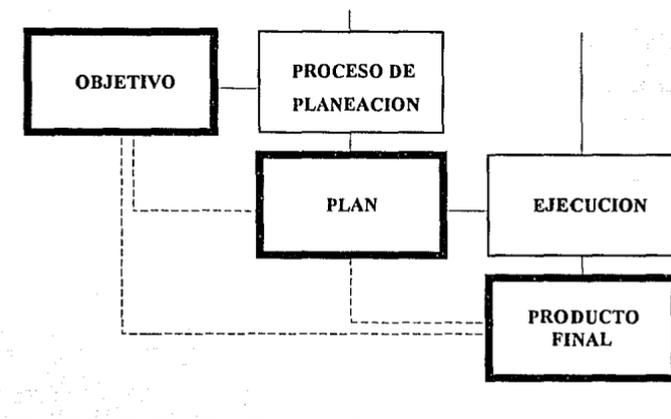 OBJETIVO
PROCESO DE
PLANEACION
PLAN
EJECUCION
PRODUCTO
FINAL